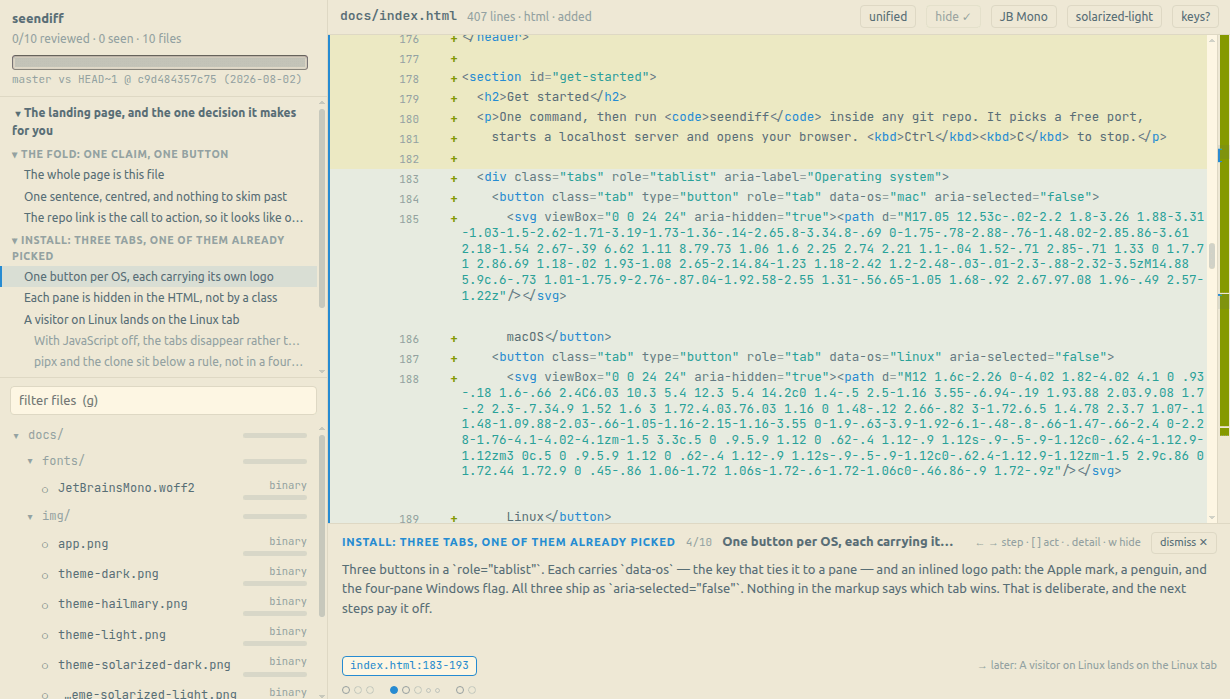 seendiff
0/10 reviewed · 0 seen · 10 files
master vs HEAD~1 @ c9d484357c75 (2026-08-02)
▾ The landing page, and the one decision it makes
for you
▾ THE FOLD: ONE CLAIM, ONE BUTTON
The whole page is this file
One sentence, centred, and nothing to skim past
The repo link is the call to action, so it looks like o…
▾ INSTALL: THREE TABS, ONE OF THEM ALREADY
PICKED
One button per OS, each carrying its own logo
Each pane is hidden in the HTML, not by a class
A visitor on Linux lands on the Linux tab
With JavaScript off, the tabs disappear rather t…
pipx and the clone sit below a rule, not in a four…
filter files (g)
▾ docs/
▾ fonts/
○ JetBrainsMono.woff2 binary
▾ img/
○ app.png binary
○ theme-dark.png binary
○ theme-hailmary.png binary
○ theme-light.png binary
○ theme-solarized-dark.png binary
○ …eme-solarized-light.png binary
docs/index.html 407 lines · html · added
unified hide ✓ JB Mono solarized-light keys?
176 + </header>
177 +
178 + <section id="get-started">
179 + <h2>Get started</h2>
180 + <p>One command, then run <code>seendiff</code> inside any git repo. It picks a free port,
181 + starts a localhost server and opens your browser. <kbd>Ctrl</kbd><kbd>C</kbd> to stop.</p>
182 +
183 + <div class="tabs" role="tablist" aria-label="Operating system">
184 + <button class="tab" type="button" role="tab" data-os="mac" aria-selected="false">
185 + <svg viewBox="0 0 24 24" aria-hidden="true"><path d="M17.05 12.53c-.02-2.2 1.8-3.26 1.88-3.31
-1.03-1.5-2.62-1.71-3.19-1.73-1.36-.14-2.65.8-3.34.8-.69 0-1.75-.78-2.88-.76-1.48.02-2.85.86-3.61
2.18-1.54 2.67-.39 6.62 1.11 8.79.73 1.06 1.6 2.25 2.74 2.21 1.1-.04 1.52-.71 2.85-.71 1.33 0 1.7.7
1 2.86.69 1.18-.02 1.93-1.08 2.65-2.14.84-1.23 1.18-2.42 1.2-2.48-.03-.01-2.3-.88-2.32-3.5zM14.88
5.9c.6-.73 1.01-1.75.9-2.76-.87.04-1.92.58-2.55 1.31-.56.65-1.05 1.68-.92 2.67.97.08 1.96-.49 2.57-
1.22z"/></svg>
186 + macOS</button>
187 + <button class="tab" type="button" role="tab" data-os="linux" aria-selected="false">
188 + <svg viewBox="0 0 24 24" aria-hidden="true"><path d="M12 1.6c-2.26 0-4.02 1.82-4.02 4.1 0 .93
-.18 1.6-.66 2.4C6.03 10.3 5.4 12.3 5.4 14.2c0 1.4-.5 2.5-1.16 3.55-.6.94-.19 1.93.88 2.03.9.08 1.7
-.2 2.3-.7.34.9 1.52 1.6 3 1.72.4.03.76.03 1.16 0 1.48-.12 2.66-.82 3-1.72.6.5 1.4.78 2.3.7 1.07-.1
1.48-1.09.88-2.03-.66-1.05-1.16-2.15-1.16-3.55 0-1.9-.63-3.9-1.92-6.1-.48-.8-.66-1.47-.66-2.4 0-2.2
8-1.76-4.1-4.02-4.1zm-1.5 3.3c.5 0 .9.5.9 1.12 0 .62-.4 1.12-.9 1.12s-.9-.5-.9-1.12c0-.62.4-1.12.9-
1.12zm3 0c.5 0 .9.5.9 1.12 0 .62-.4 1.12-.9 1.12s-.9-.5-.9-1.12c0-.62.4-1.12.9-1.12zm-1.5 2.9c.86 0
1.72.44 1.72.9 0 .45-.86 1.06-1.72 1.06s-1.72-.6-1.72-1.06c0-.46.86-.9 1.72-.9z"/></svg>
189 + Linux</button>
INSTALL: THREE TABS, ONE OF THEM ALREADY PICKED 4/10 One button per OS, each carrying it… ← → step · [ ] act · . detail · w hide dismiss ✕
Three buttons in a `role="tablist"`. Each carries `data-os` — the key that ties it to a pane — and an inlined logo path: the Apple mark, a penguin, and
the four-pane Windows flag. All three ship as `aria-selected="false"`. Nothing in the markup says which tab wins. That is deliberate, and the next
steps pay it off.
index.html:183-193 → later: A visitor on Linux lands on the Linux tab